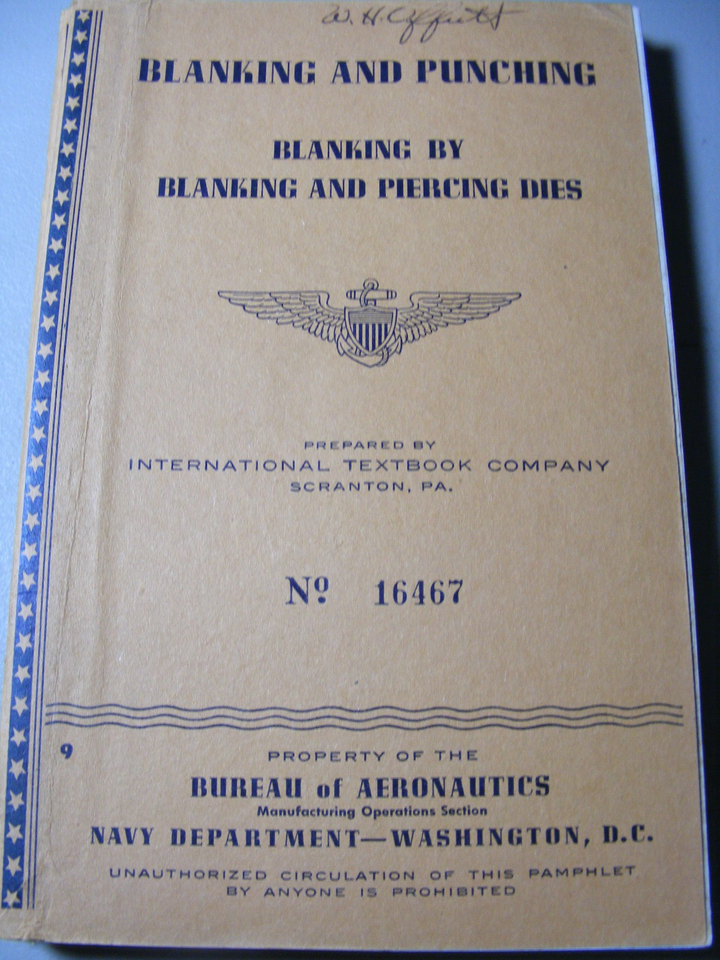 W. H.
BLANKING AND PUNCHING
BLANKING BY
BLANKING AND PIERCING DIES
PREPARED BY
INTERNATIONAL TEXTBOOK COMPANY
SCRANTON, PA.
Nº 16467
9
PROPERTY OF THE
BUREAU of AERONAUTICS
Manufacturing Operations Section
NAVY DEPARTMENT—WASHINGTON, D.C.
UNAUTHORIZED CIRCULATION OF THIS PAMPHLET
BY ANYONE IS PROHIBITED